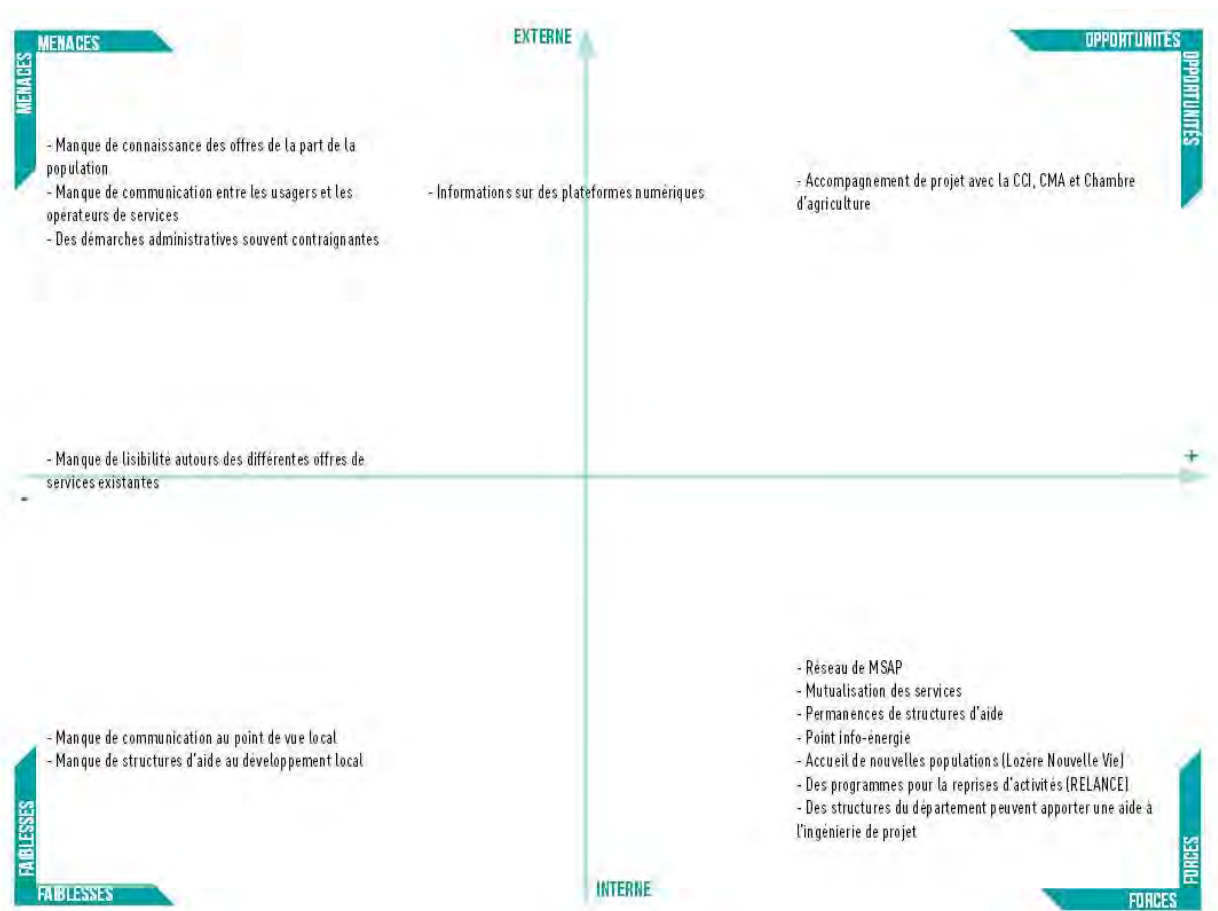 MENACES
MENACES
EXTERNE
OPPORTUNITÉS
OPPORTUNITÉS
- Manque de connaissance des offres de la part de la
population
- Manque de communication entre les usagers et les
opérateurs de services
- Des démarches administratives souvent contraignantes
- Informations sur des plateformes numériques
- Accompagnement de projet avec la CCI, CMA et Chambre
d'agriculture
- Manque de lisibilité autours des différentes offres de
services existantes
+
-
- Manque de communication au point de vue local
- Manque de structures d'aide au développement local
- Réseau de MSAP
- Mutualisation des services
- Permanences de structures d'aide
- Point info-énergie
- Accueil de nouvelles populations (Lozère Nouvelle Vie)
- Des programmes pour la reprises d'activités (RELANCE)
- Des structures du département peuvent apporter une aide à
l'ingénierie de projet
FAIBLESSES
FAIBLESSES
INTERNE
FORCES
FORCES